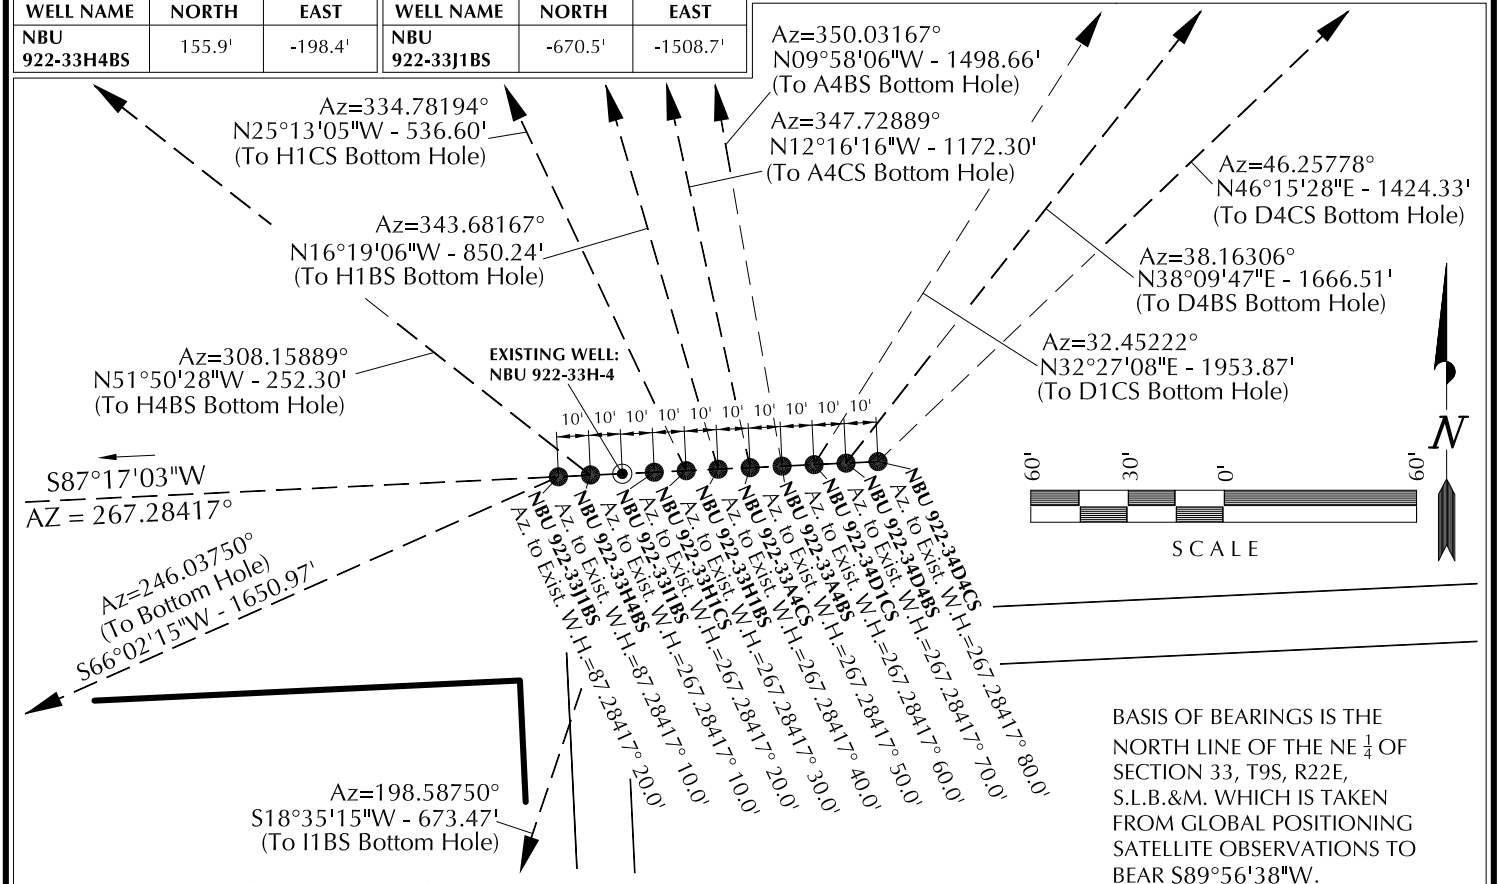 WELL NAME NORTH EAST
NBU 922-33H4BS 155.9' -198.4'
WELL NAME NORTH EAST
NBU 922-33J1BS -670.5' -1508.7'
Az=334.78194°
N25°13'05"W - 536.60'
(To H1CS Bottom Hole)
Az=350.03167°
N09°58'06"W - 1498.66'
(To A4BS Bottom Hole)
Az=347.72889°
N12°16'16"W - 1172.30'
(To A4CS Bottom Hole)
Az=46.25778°
N46°15'28"E - 1424.33'
(To D4CS Bottom Hole)
Az=343.68167°
N16°19'06"W - 850.24'
(To H1BS Bottom Hole)
Az=38.16306°
N38°09'47"E - 1666.51'
(To D4BS Bottom Hole)
Az=308.15889°
N51°50'28"W - 252.30'
(To H4BS Bottom Hole)
EXISTING WELL:
NBU 922-33H-4
Az=32.45222°
N32°27'08"E - 1953.87'
(To D1CS Bottom Hole)
10' 10' 10' 10' 10' 10' 10' 10' 10' 10'
N
S87°17'03"W
AZ = 267.28417°
60' 30' 0' 60'
SCALE
Az=246.03750°
(To Bottom Hole)
S66°02'15"W - 1650.97'
NBU 922-33J1BS
Az. to Exist. W.H.=87.28417° 20.0'
NBU 922-33H4BS
Az. to Exist. W.H.=87.28417° 10.0'
NBU 922-33I1BS
Az. to Exist. W.H.=267.28417° 10.0'
NBU 922-33H1CS
Az. to Exist. W.H.=267.28417° 20.0'
NBU 922-33H1BS
Az. to Exist. W.H.=267.28417° 30.0'
NBU 922-33A4CS
Az. to Exist. W.H.=267.28417° 40.0'
NBU 922-33A4BS
Az. to Exist. W.H.=267.28417° 50.0'
NBU 922-34D1CS
Az. to Exist. W.H.=267.28417° 60.0'
NBU 922-34D4BS
Az. to Exist. W.H.=267.28417° 70.0'
NBU 922-34D4CS
Az. to Exist. W.H.=267.28417° 80.0'
Az=198.58750°
S18°35'15"W - 673.47'
(To I1BS Bottom Hole)
BASIS OF BEARINGS IS THE
NORTH LINE OF THE NE 1/4 OF
SECTION 33, T9S, R22E,
S.L.B.&M. WHICH IS TAKEN
FROM GLOBAL POSITIONING
SATELLITE OBSERVATIONS TO
BEAR S89°56'38"W.